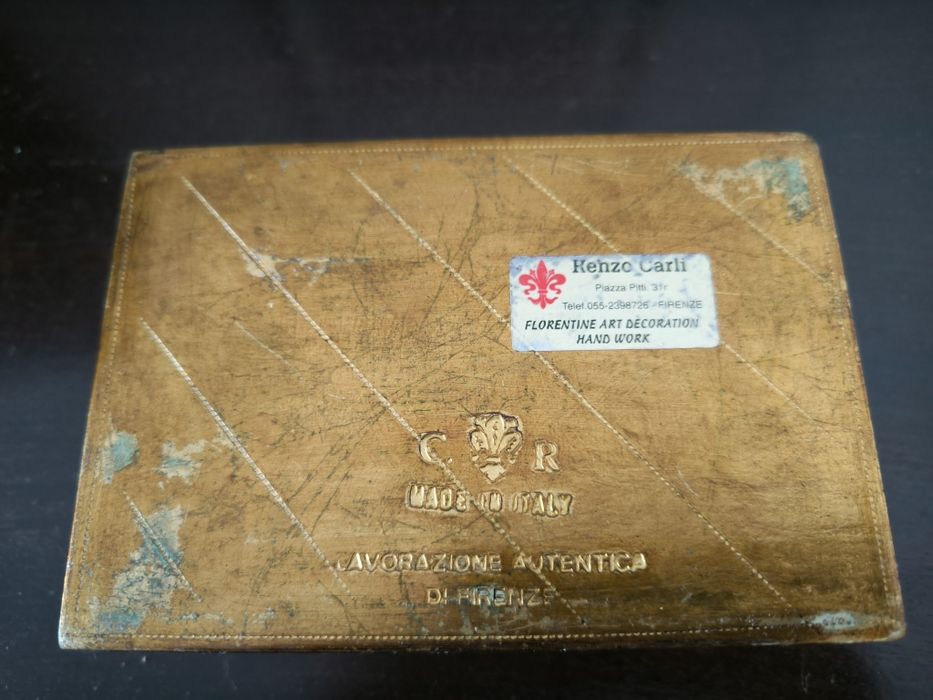 Renzo Carli
Piazza Pitti, 31r
Telef.055-2398726 FIRENZE
FLORENTINE ART DECORATION
HAND WORK
C R
MADE IN ITALY
LAVORAZIONE AUTENTICA
DI FIRENZE